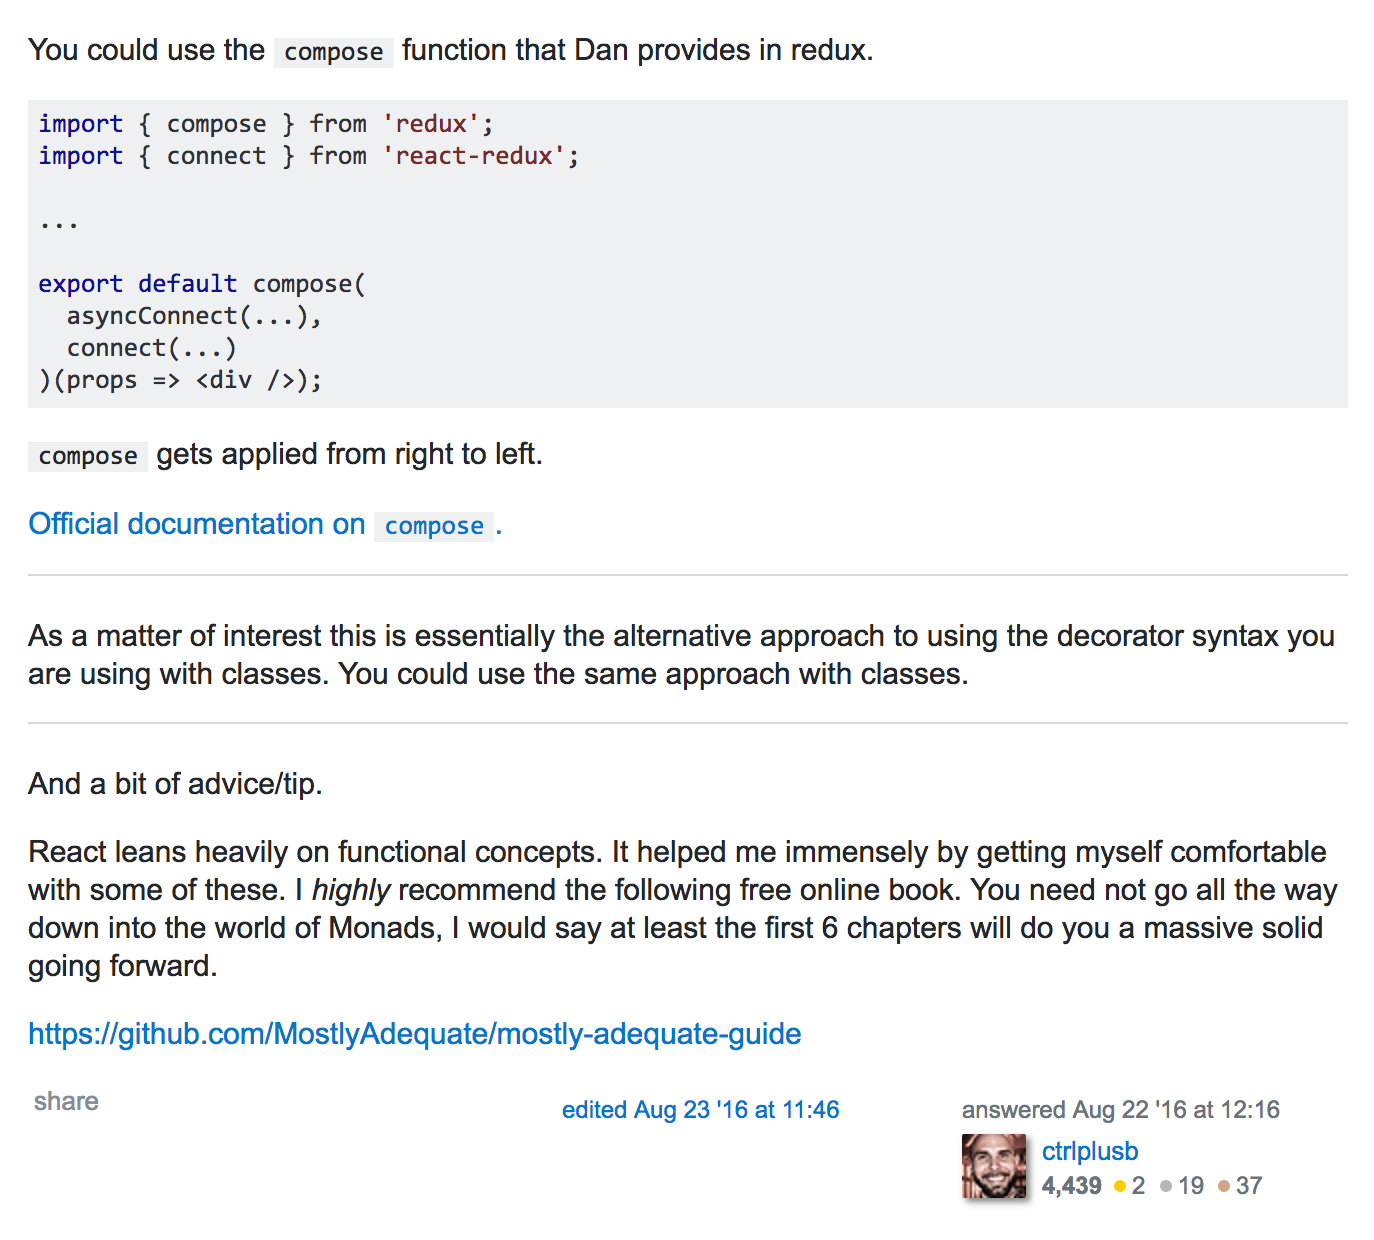 You could use the compose function that Dan provides in redux.
import { compose } from 'redux';
import { connect } from 'react-redux';
...
export default compose(
  asyncConnect(...),
  connect(...)
)(props => <div />);
compose gets applied from right to left.
Official documentation on compose.
As a matter of interest this is essentially the alternative approach to using the decorator syntax you
are using with classes. You could use the same approach with classes.
And a bit of advice/tip.
React leans heavily on functional concepts. It helped me immensely by getting myself comfortable
with some of these. I highly recommend the following free online book. You need not go all the way
down into the world of Monads, I would say at least the first 6 chapters will do you a massive solid
going forward.
https://github.com/MostlyAdequate/mostly-adequate-guide
share
edited Aug 23 '16 at 11:46
answered Aug 22 '16 at 12:16
ctrlplusb
4,439 2 19 37